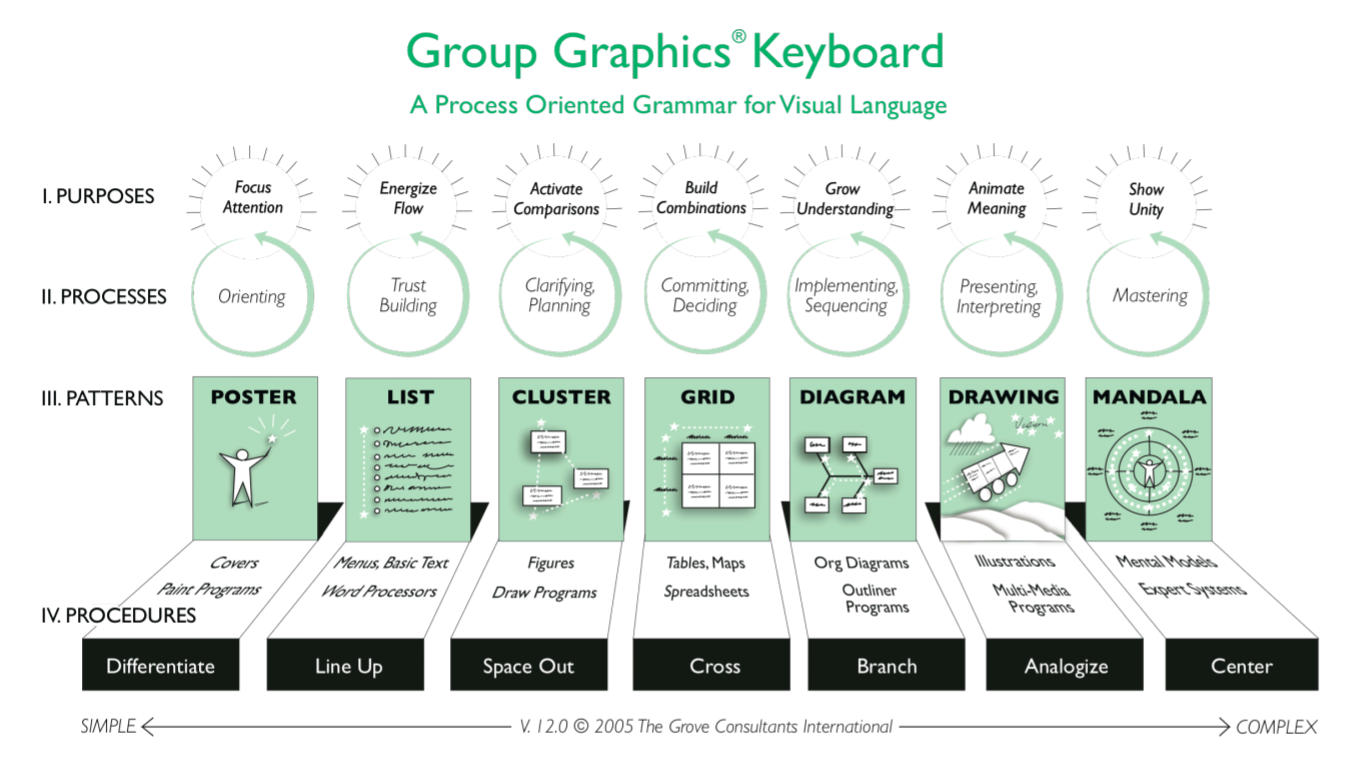 Group Graphics® Keyboard
A Process Oriented Grammar for Visual Language
I. PURPOSES
Focus
Attention
Energize
Flow
Activate
Comparisons
Build
Combinations
Grow
Understanding
Animate
Meaning
Show
Unity
II. PROCESSES
Orienting
Trust
Building
Clarifying,
Planning
Committing,
Deciding
Implementing,
Sequencing
Presenting,
Interpreting
Mastering
III. PATTERNS
POSTER
LIST
CLUSTER
GRID
DIAGRAM
DRAWING
MANDALA
Vision
IV. PROCEDURES
Covers
Paint Programs
Menus, Basic Text
Word Processors
Figures
Draw Programs
Tables, Maps
Spreadsheets
Org Diagrams
Outliner
Programs
Illustrations
Multi-Media
Programs
Mental Models
Expert Systems
Differentiate
Line Up
Space Out
Cross
Branch
Analogize
Center
SIMPLE
V. 12.0 © 2005 The Grove Consultants International
COMPLEX